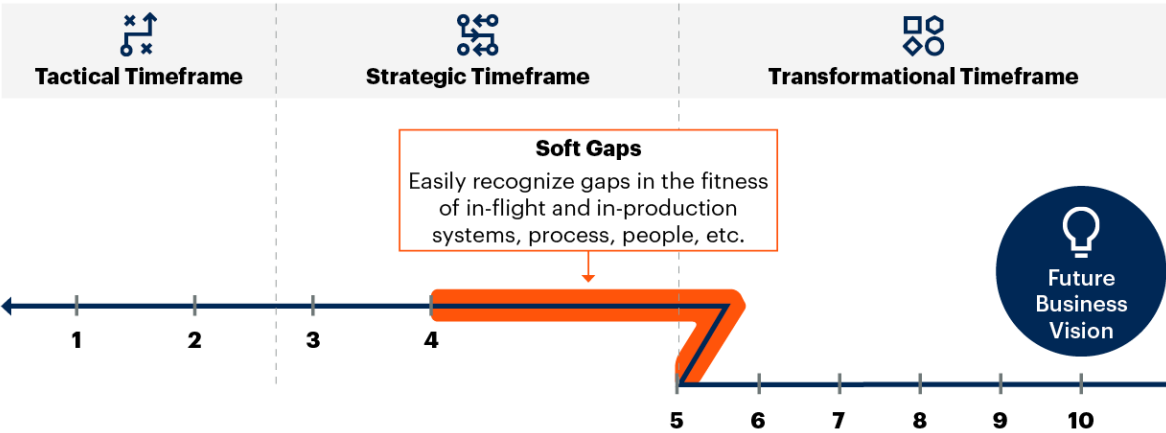 Tactical Timeframe
Strategic Timeframe
Transformational Timeframe
Soft Gaps
Easily recognize gaps in the fitness
of in-flight and in-production
systems, process, people, etc.
Future
Business
Vision
1
2
3
4
5
6
7
8
9
10